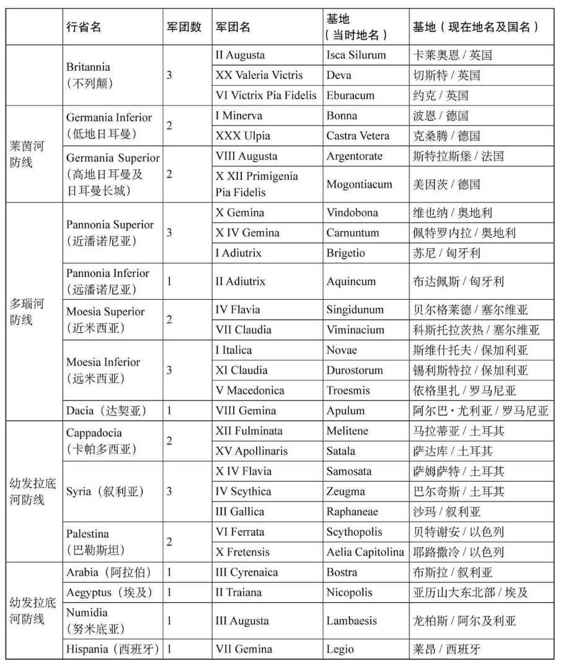 行省名 军团数 军团名 基地（当时地名） 基地（现在地名及国名）
Britannia（不列颠） 3 II Augusta Isca Silurum 卡莱奥恩 / 英国
XX Valeria Victris Deva 切斯特 / 英国
VI Victrix Pia Fidelis Eburacum 约克 / 英国
莱茵河防线 Germania Inferior（低地日耳曼） 2 I Minerva Bonna 波恩 / 德国
XXX Ulpia Castra Vetera 克桑腾 / 德国
Germania Superior（高地日耳曼及日耳曼长城） 2 VIII Augusta Argentorate 斯特拉斯堡 / 法国
X XII Primigenia Pia Fidelis Mogontiacum 美因茨 / 德国
多瑙河防线 Pannonia Superior（近潘诺尼亚） 3 X Gemina Vindobona 维也纳 / 奥地利
X IV Gemina Carnuntum 佩特罗内拉 / 奥地利
I Adiutrix Brigetio 苏尼 / 匈牙利
Pannonia Inferior（远潘诺尼亚） 1 II Adiutrix Aquincum 布达佩斯 / 匈牙利
Moesia Superior（近米西亚） 2 IV Flavia Singidunum 贝尔格莱德 / 塞尔维亚
VII Claudia Viminacium 科斯托拉茨热 / 塞尔维亚
Moesia Inferior（远米西亚） 3 I Italica Novae 斯维什托夫 / 保加利亚
XI Claudia Durostorum 锡利斯特拉 / 保加利亚
V Macedonica Troesmis 依格里扎 / 罗马尼亚
Dacia（达契亚） 1 VIII Gemina Apulum 阿尔巴·尤利亚 / 罗马尼亚
幼发拉底河防线 Cappadocia（卡帕多西亚） 2 XII Fulminata Melitene 马拉蒂亚 / 土耳其
XV Apollinaris Satala 萨达库 / 土耳其
Syria（叙利亚） 3 X IV Flavia Samosata 萨姆萨特 / 土耳其
IV Scythica Zeugma 巴尔奇斯 / 土耳其
III Gallica Raphaneae 沙玛 / 叙利亚
Palestina（巴勒斯坦） 2 VI Ferrata Scythopolis 贝特谢安 / 以色列
X Fretensis Aelia Capitolina 耶路撒冷 / 以色列
幼发拉底河防线 Arabia（阿拉伯） 1 III Cyrenaica Bostra 布斯拉 / 叙利亚
Aegyptus（埃及） 1 II Traiana Nicopolis 亚历山大东北部 / 埃及
Numidia（努米底亚） 1 III Augusta Lambaesis 龙柏斯 / 阿尔及利亚
Hispania（西班牙） 1 VII Gemina Legio 莱昂 / 西班牙